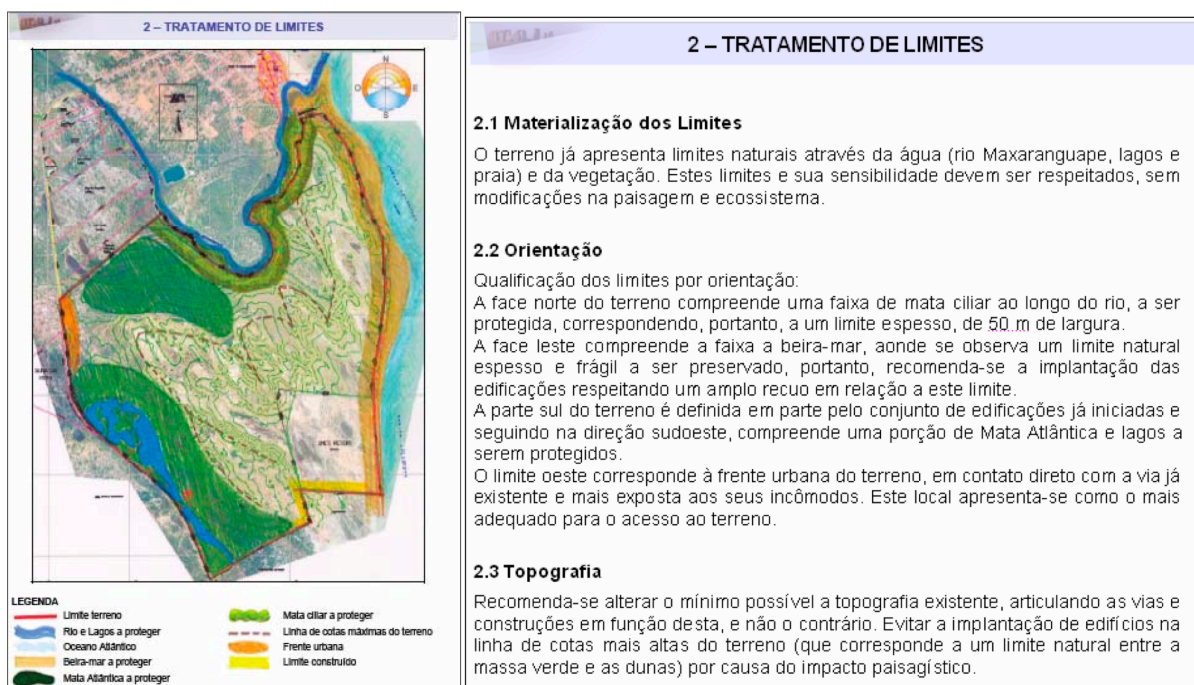 2 – TRATAMENTO DE LIMITES
N
O
E
S
LEGENDA
Limite terreno
Rio e Lagos a proteger
Oceano Atlântico
Beira-mar a proteger
Mata Atlântica a proteger
Mata ciliar a proteger
Linha de cotas máximas do terreno
Frente urbana
Limite construído
2 – TRATAMENTO DE LIMITES
2.1 Materialização dos Limites
O terreno já apresenta limites naturais através da água (rio Maxaranguape, lagos e
praia) e da vegetação. Estes limites e sua sensibilidade devem ser respeitados, sem
modificações na paisagem e ecossistema.
2.2 Orientação
Qualificação dos limites por orientação:
A face norte do terreno compreende uma faixa de mata ciliar ao longo do rio, a ser
protegida, correspondendo, portanto, a um limite espesso, de 50 m de largura.
A face leste compreende a faixa a beira-mar, aonde se observa um limite natural
espesso e frágil a ser preservado, portanto, recomenda-se a implantação das
edificações respeitando um amplo recuo em relação a este limite.
A parte sul do terreno é definida em parte pelo conjunto de edificações já iniciadas e
seguindo na direção sudoeste, compreende uma porção de Mata Atlântica e lagos a
serem protegidos.
O limite oeste corresponde à frente urbana do terreno, em contato direto com a via já
existente e mais exposta aos seus incômodos. Este local apresenta-se como o mais
adequado para o acesso ao terreno.
2.3 Topografia
Recomenda-se alterar o mínimo possível a topografia existente, articulando as vias e
construções em função desta, e não o contrário. Evitar a implantação de edifícios na
linha de cotas mais altas do terreno (que corresponde a um limite natural entre a
massa verde e as dunas) por causa do impacto paisagístico.